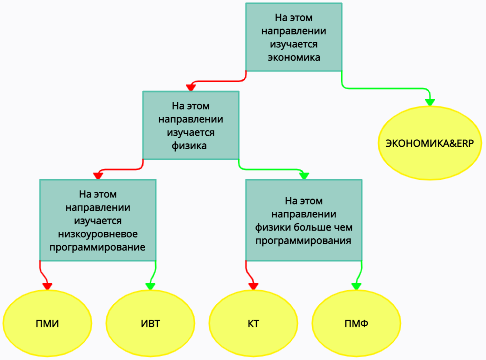 На этом
направлении
изучается
экономика
На этом
направлении
изучается
физика
ЭКОНОМИКА&ERP
На этом
направлении
изучается
низкоуровневое
программирование
На этом
направлении
физики больше чем
программирования
ПМИ
ИВТ
КТ
ПМФ